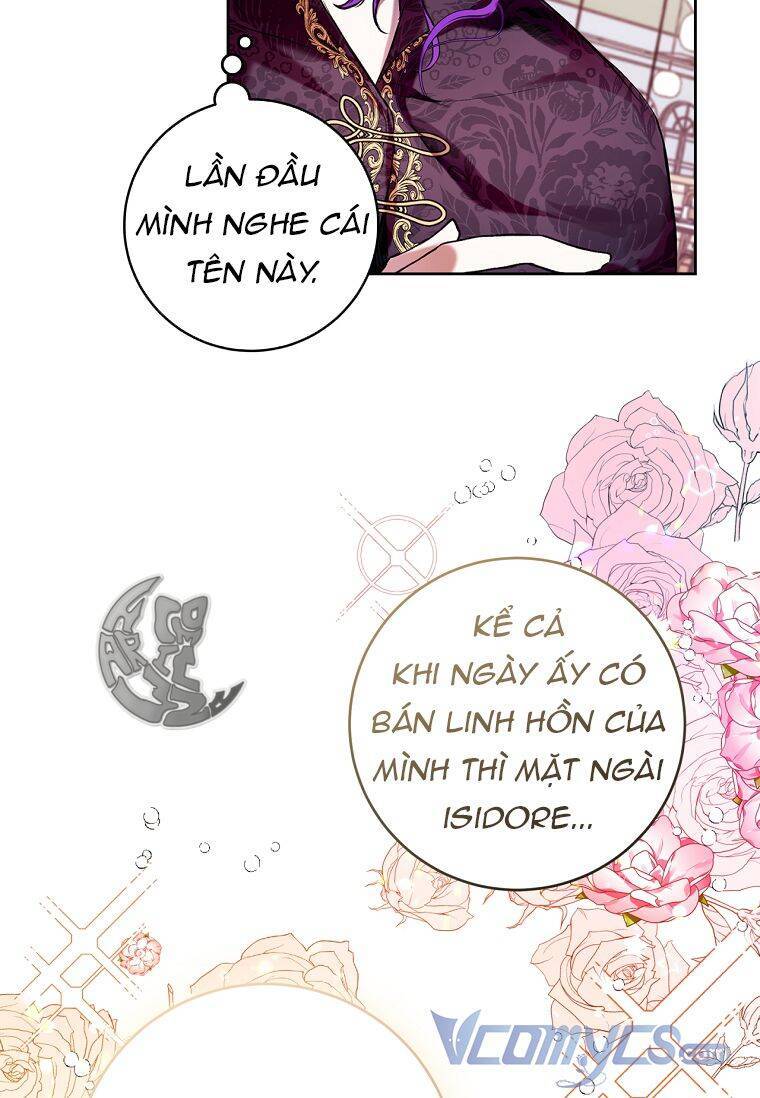 LẦN ĐẦU
MÌNH NGHE CÁI
TÊN NÀY.
KỂ CẢ
KHI NGÀY ẤY CÓ
BÁN LINH HỒN CỦA
MÌNH THÌ MẶT NGÀI
ISIDORE...
VCOMYCS.com